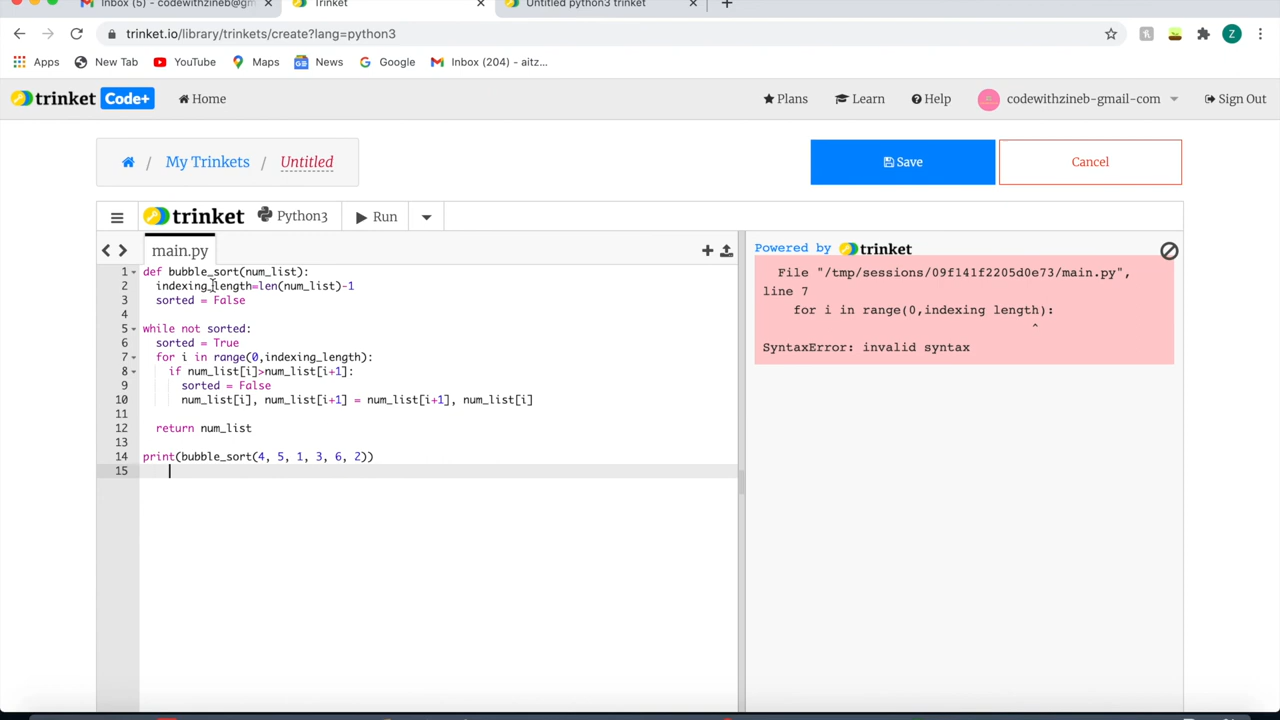 Inbox (5) - codewithzineb@gm
Trinket
Untitled python3 trinket
trinket.io/library/trinkets/create?lang=python3
Z
Apps New Tab YouTube Maps News Google Inbox (204) - aitz...
trinket Code+ Home Plans Learn Help codewithzineb-gmail-com Sign Out
/ My Trinkets / Untitled Save Cancel
trinket Python3 Run
main.py
1 def bubble_sort(num_list):
2 indexing_length=len(num_list)-1
3 sorted = False
4
5 while not sorted:
6 sorted = True
7 for i in range(0,indexing_length):
8 if num_list[i]>num_list[i+1]:
9 sorted = False
10 num_list[i], num_list[i+1] = num_list[i+1], num_list[i]
11
12 return num_list
13
14 print(bubble_sort(4, 5, 1, 3, 6, 2))
15
Powered by trinket
File "/tmp/sessions/09f141f2205d0e73/main.py",
line 7
for i in range(0,indexing length):
^
SyntaxError: invalid syntax